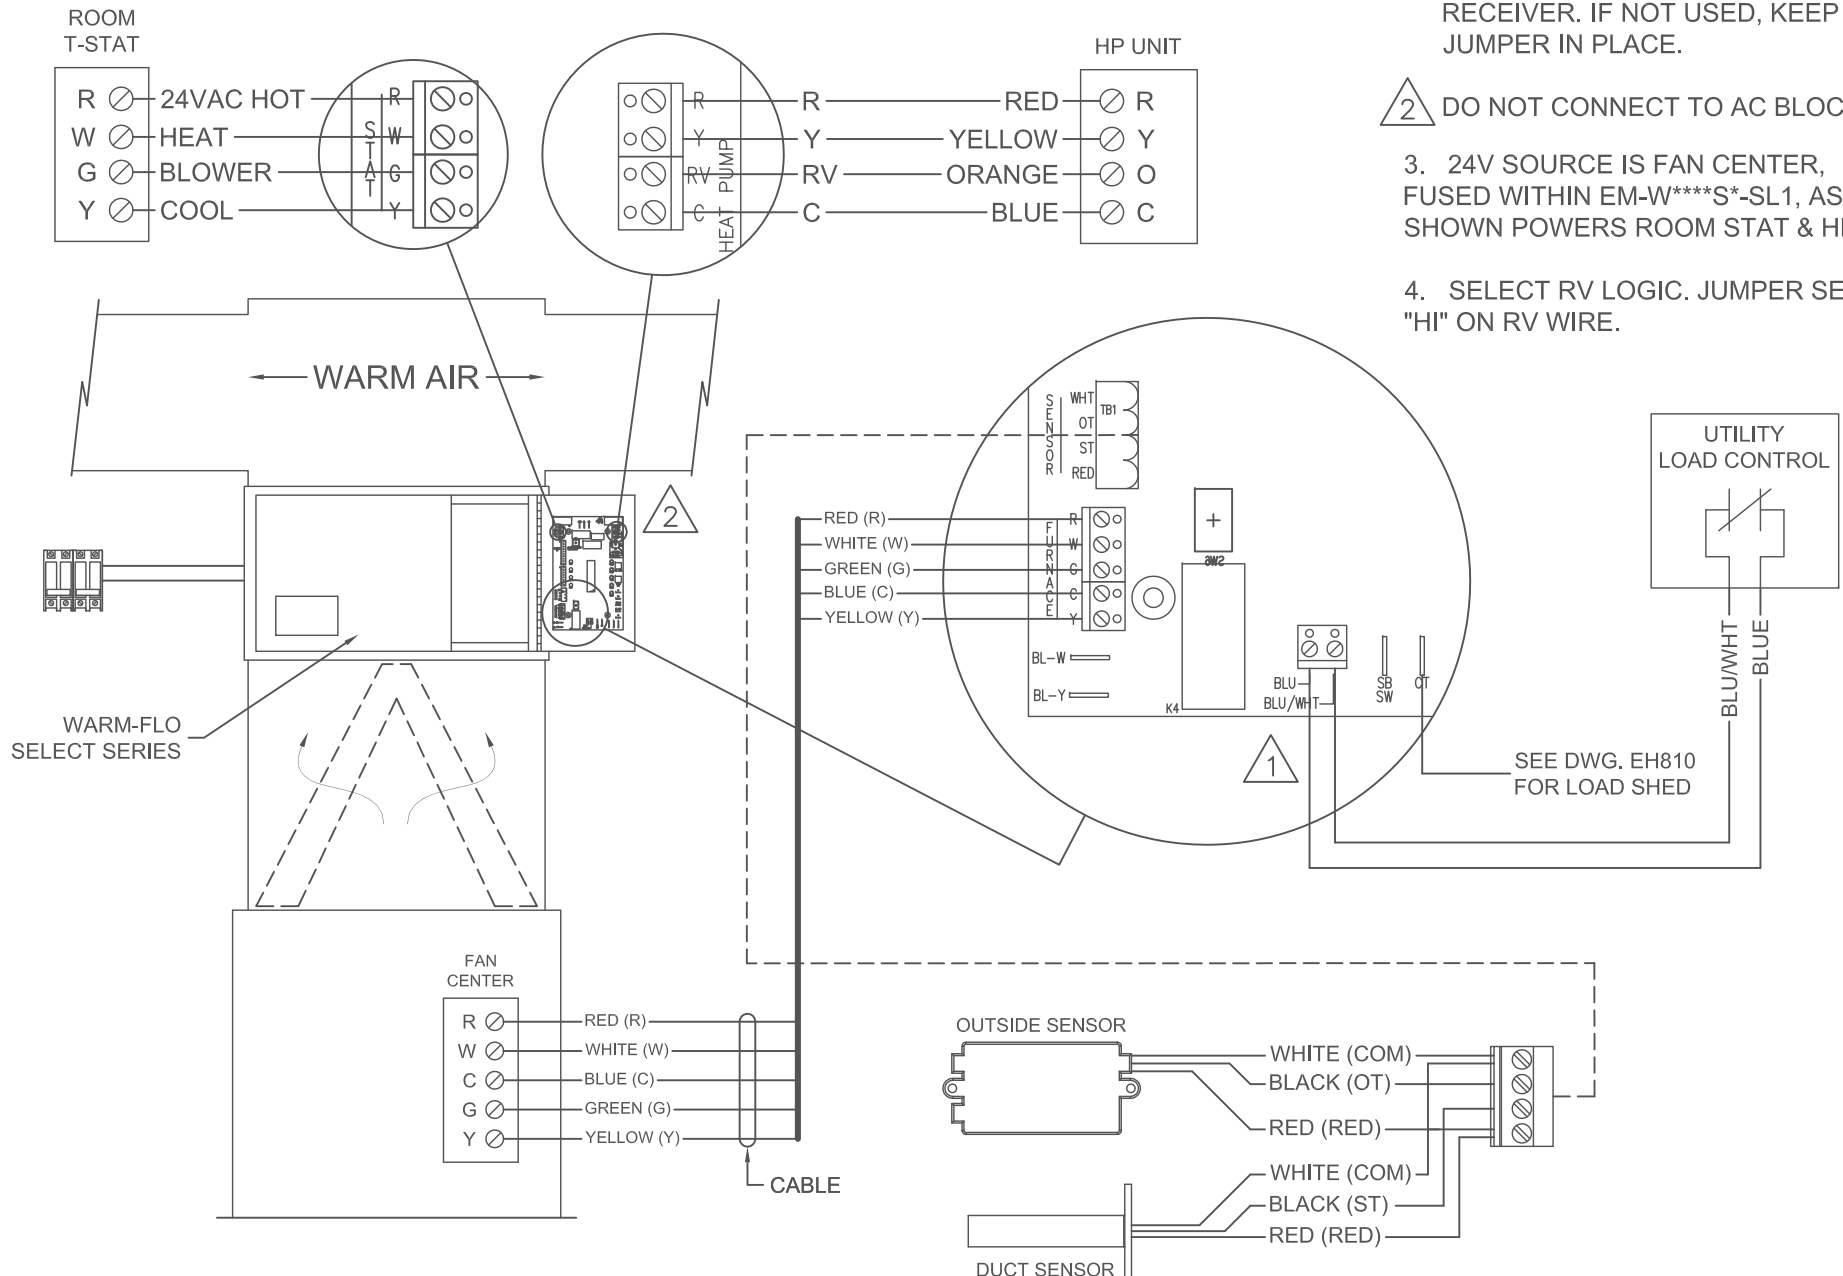 ROOM
T-STAT
R 24VAC HOT R
W HEAT W
G BLOWER G
Y COOL Y
STAT
R R RED R
Y Y YELLOW Y
RV RV ORANGE O
C C BLUE C
HEAT PUMP
HP UNIT
RECEIVER. IF NOT USED, KEEP
JUMPER IN PLACE.
2 DO NOT CONNECT TO AC BLOC
3. 24V SOURCE IS FAN CENTER,
FUSED WITHIN EM-W****S*-SL1, AS
SHOWN POWERS ROOM STAT &
4. SELECT RV LOGIC. JUMPER SE
"HI" ON RV WIRE.
WARM AIR
2
WARM-FLO
SELECT SERIES
SENSOR
WHT
OT
ST
RED
TB1
RED (R) R
WHITE (W) W
GREEN (G) G
BLUE (C) C
YELLOW (Y) Y
FURNACE
SW6
BL-W
BL-Y
K4
BLU
BLU/WHT
SB
SW
OT
1
UTILITY
LOAD CONTROL
BLU/WHT
BLUE
SEE DWG. EH810
FOR LOAD SHED
FAN
CENTER
R RED (R)
W WHITE (W)
C BLUE (C)
G GREEN (G)
Y YELLOW (Y)
CABLE
OUTSIDE SENSOR
WHITE (COM)
BLACK (OT)
RED (RED)
WHITE (COM)
BLACK (ST)
RED (RED)
DUCT SENSOR